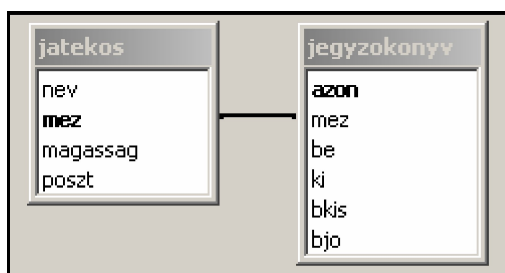 jatekos
nev
mez
magassag
poszt
jegyzokonyv
azon
mez
be
ki
bkis
bjo